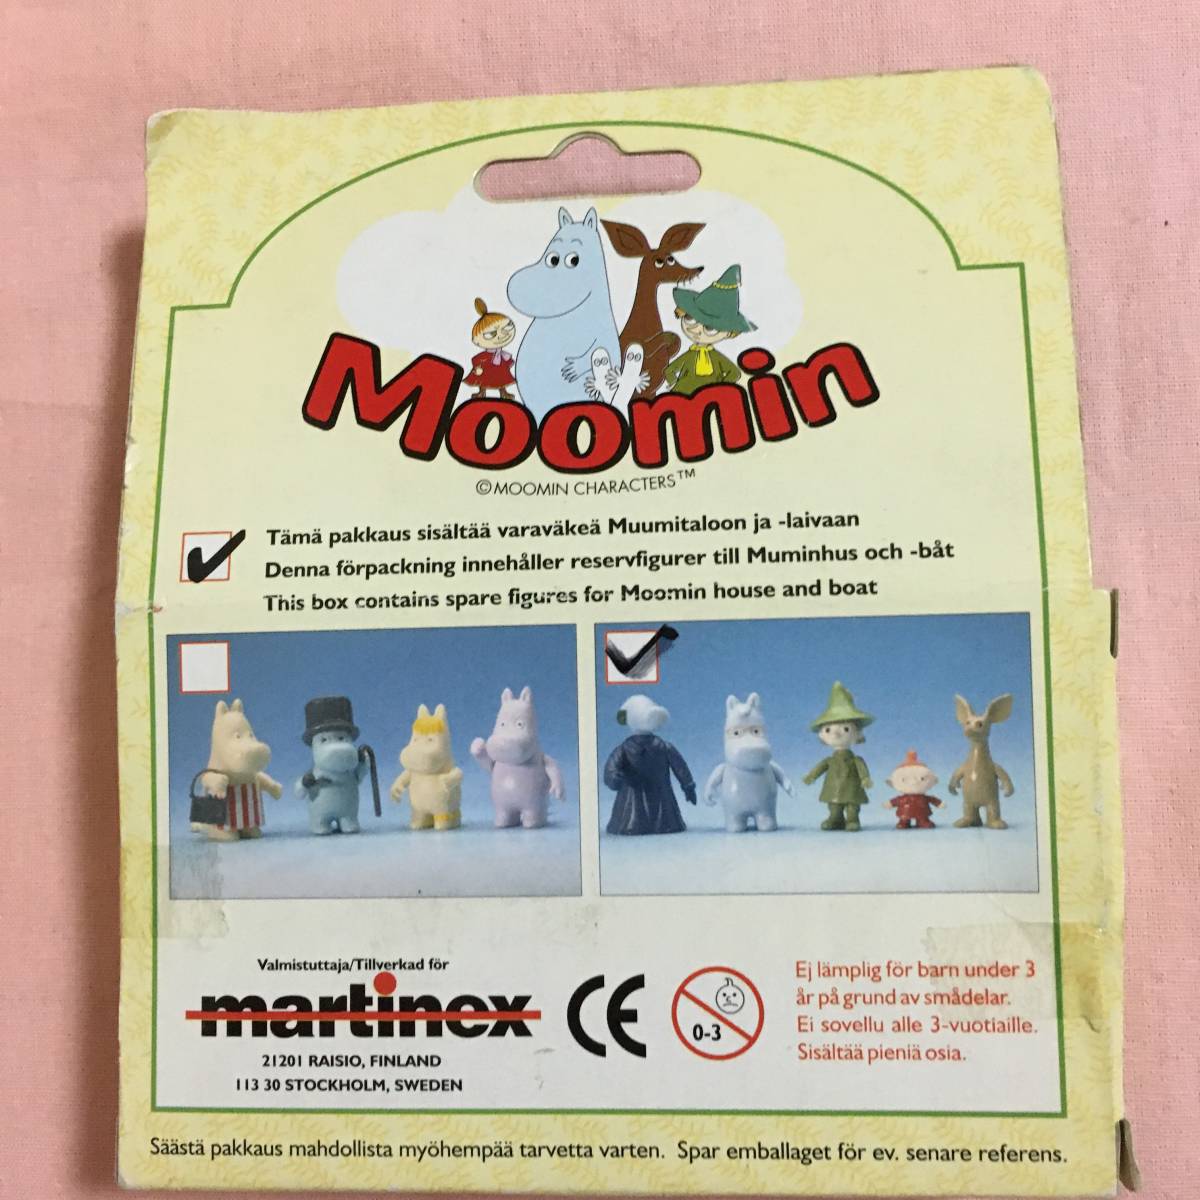 Moomin
©MOOMIN CHARACTERS™
Tämä pakkaus sisältää varaväkeä Muumitaloon ja -laivaan
Denna förpackning innehåller reservfigurer till Muminhus och -båt
This box contains spare figures for Moomin house and boat
Valmistuttaja/Tillverkad för
martinex
21201 RAISIO, FINLAND
113 30 STOCKHOLM, SWEDEN
CE
0-3
Ej lämplig för barn under 3
år på grund av smådelar.
Ei sovellu alle 3-vuotiaille.
Sisältää pieniä osia.
Säästä pakkaus mahdollista myöhempää tarvetta varten. Spar emballaget för ev. senare referens.